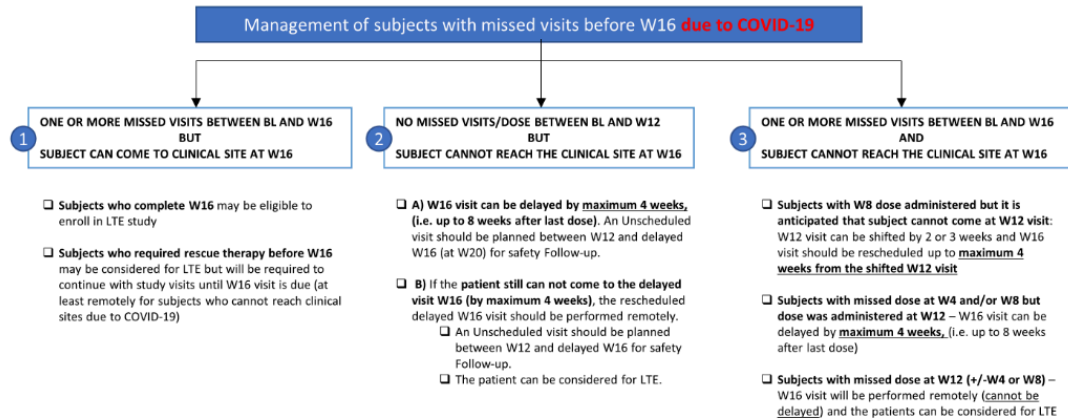 Management of subjects with missed visits before W16 due to COVID-19
1
ONE OR MORE MISSED VISITS BETWEEN BL AND W16
BUT
SUBJECT CAN COME TO CLINICAL SITE AT W16
❑ Subjects who complete W16 may be eligible to
enroll in LTE study
❑ Subjects who required rescue therapy before W16
may be considered for LTE but will be required to
continue with study visits until W16 visit is due (at
least remotely for subjects who cannot reach clinical
sites due to COVID-19)
2
NO MISSED VISITS/DOSE BETWEEN BL AND W12
BUT
SUBJECT CANNOT REACH THE CLINICAL SITE AT W16
❑ A) W16 visit can be delayed by maximum 4 weeks,
(i.e. up to 8 weeks after last dose). An Unscheduled
visit should be planned between W12 and delayed
W16 (at W20) for safety Follow-up.
❑ B) If the patient still can not come to the delayed
visit W16 (by maximum 4 weeks), the rescheduled
delayed W16 visit should be performed remotely.
❑ An Unscheduled visit should be planned
between W12 and delayed W16 for safety
Follow-up.
❑ The patient can be considered for LTE.
3
ONE OR MORE MISSED VISITS BETWEEN BL AND W16
AND
SUBJECT CANNOT REACH THE CLINICAL SITE AT W16
❑ Subjects with W8 dose administered but it is
anticipated that subject cannot come at W12 visit:
W12 visit can be shifted by 2 or 3 weeks and W16
visit should be rescheduled up to maximum 4
weeks from the shifted W12 visit
❑ Subjects with missed dose at W4 and/or W8 but
dose was administered at W12 – W16 visit can be
delayed by maximum 4 weeks, (i.e. up to 8 weeks
after last dose)
❑ Subjects with missed dose at W12 (+/-W4 or W8) –
W16 visit will be performed remotely (cannot be
delayed) and the patients can be considered for LTE